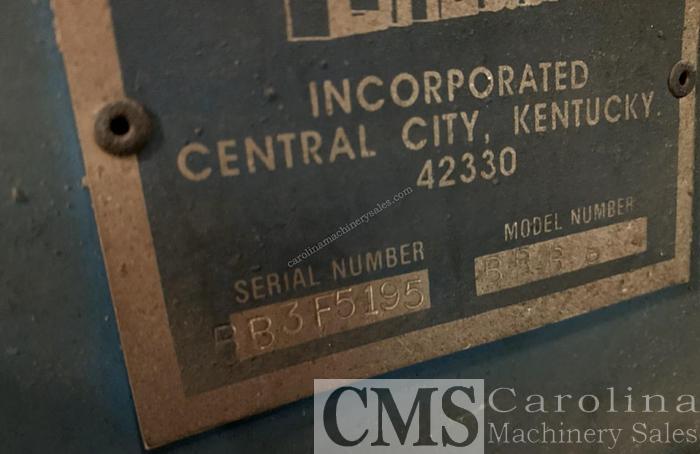 INCORPORATED
CENTRAL CITY, KENTUCKY.
42330
carolinamachinerysales.com
MODEL NUMBER
SERIAL NUMBER
BB3F5195
CMS Carolina
Machinery Sales